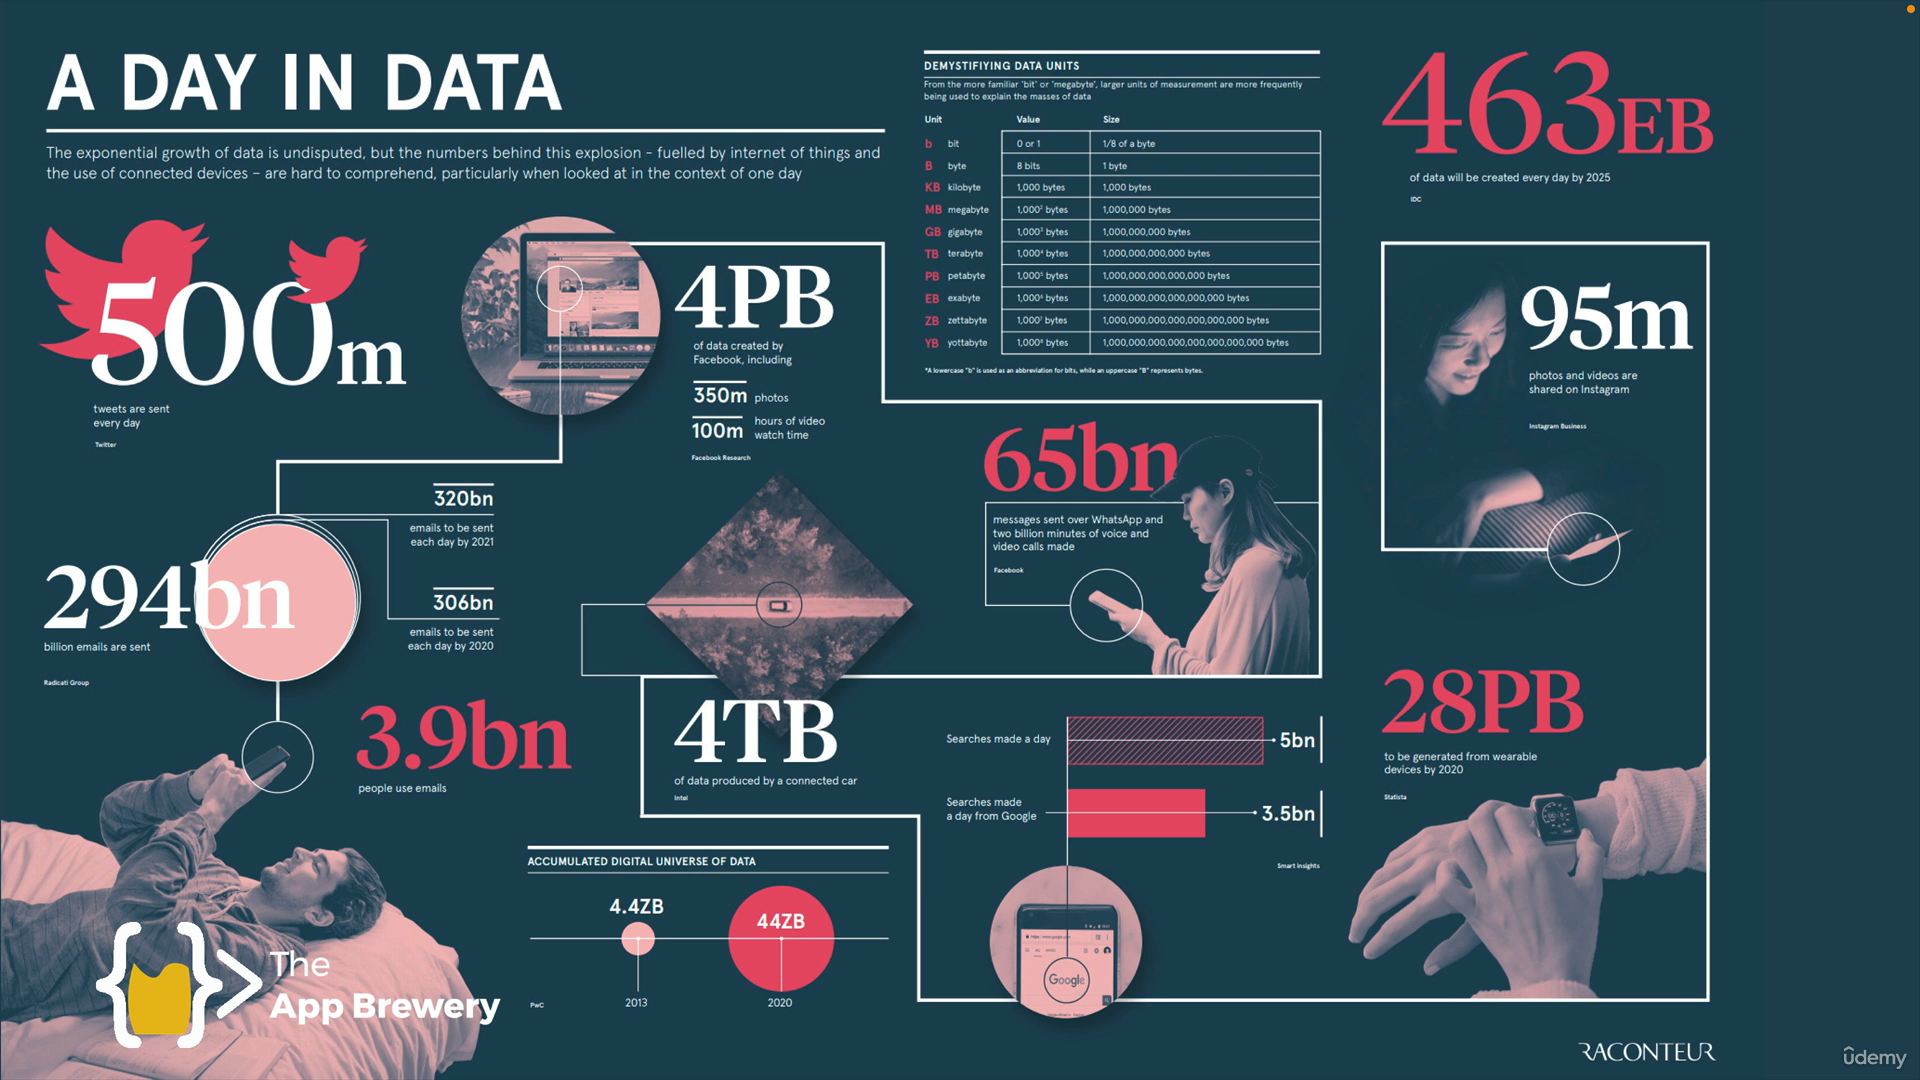 A DAY IN DATA
The exponential growth of data is undisputed, but the numbers behind this explosion - fuelled by internet of things and
the use of connected devices – are hard to comprehend, particularly when looked at in the context of one day
500m
tweets are sent
every day
Twitter
4PB
of data created by
Facebook, including
350m photos
100m hours of video
watch time
Facebook Research
DEMYSTIFIYING DATA UNITS
From the more familiar 'bit' or 'megabyte', larger units of measurement are more frequently
being used to explain the masses of data
Unit Value Size
b bit 0 or 1 1/8 of a byte
B byte 8 bits 1 byte
KB kilobyte 1,000 bytes 1,000 bytes
MB megabyte 1,000² bytes 1,000,000 bytes
GB gigabyte 1,000³ bytes 1,000,000,000 bytes
TB terabyte 1,000⁴ bytes 1,000,000,000,000 bytes
PB petabyte 1,000⁵ bytes 1,000,000,000,000,000 bytes
EB exabyte 1,000⁶ bytes 1,000,000,000,000,000,000 bytes
ZB zettabyte 1,000⁷ bytes 1,000,000,000,000,000,000,000 bytes
YB yottabyte 1,000⁸ bytes 1,000,000,000,000,000,000,000,000 bytes
*A lowercase "b" is used as an abbreviation for bits, while an uppercase "B" represents bytes.
463EB
of data will be created every day by 2025
IDC
95m
photos and videos are
shared on Instagram
Instagram Business
65bn
messages sent over WhatsApp and
two billion minutes of voice and
video calls made
Facebook
320bn
emails to be sent
each day by 2021
294bn
billion emails are sent
Radicati Group
306bn
emails to be sent
each day by 2020
3.9bn
people use emails
4TB
of data produced by a connected car
Intel
Searches made a day 5bn
Searches made
a day from Google 3.5bn
Smart Insights
Google
28PB
to be generated from wearable
devices by 2020
Statista
ACCUMULATED DIGITAL UNIVERSE OF DATA
4.4ZB
44ZB
2013
2020
PwC
The
App Brewery
RACONTEUR
ûdemy